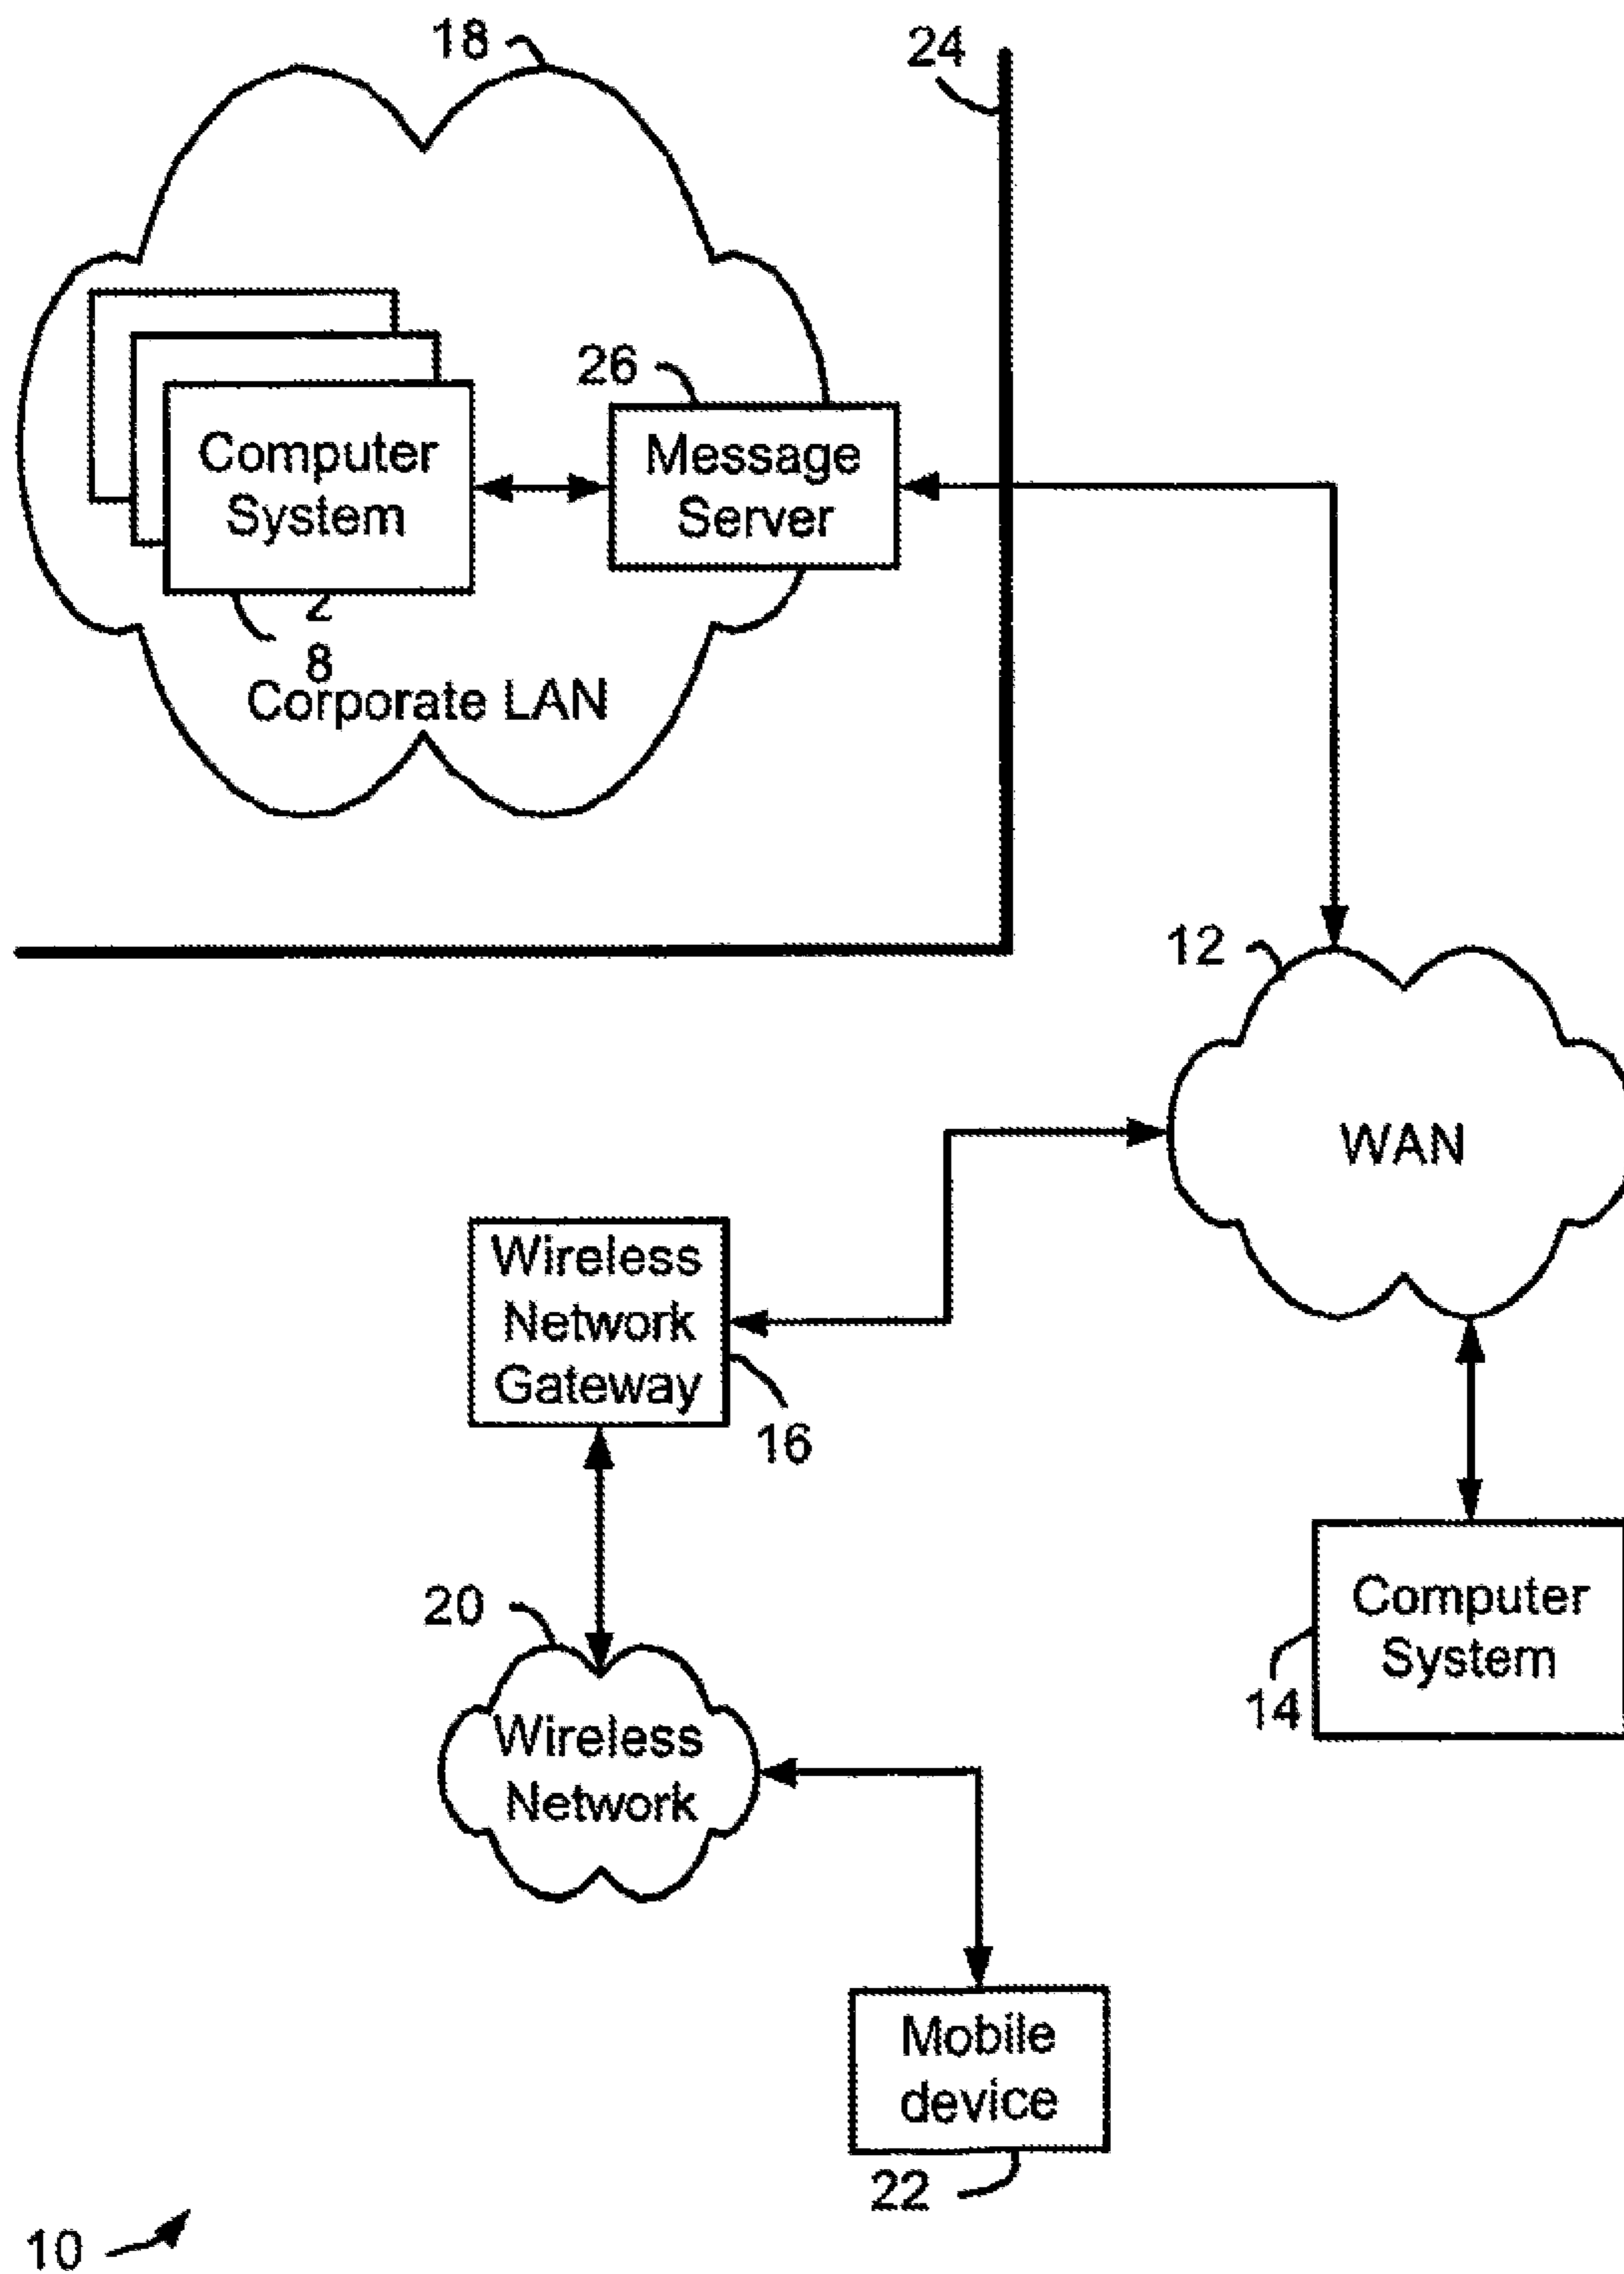 18
24
26
Computer
System
Message
Server
2
8
Corporate LAN
12
WAN
Wireless
Network
Gateway
16
20
Wireless
Network
Computer
System
14
Mobile
device
22
10